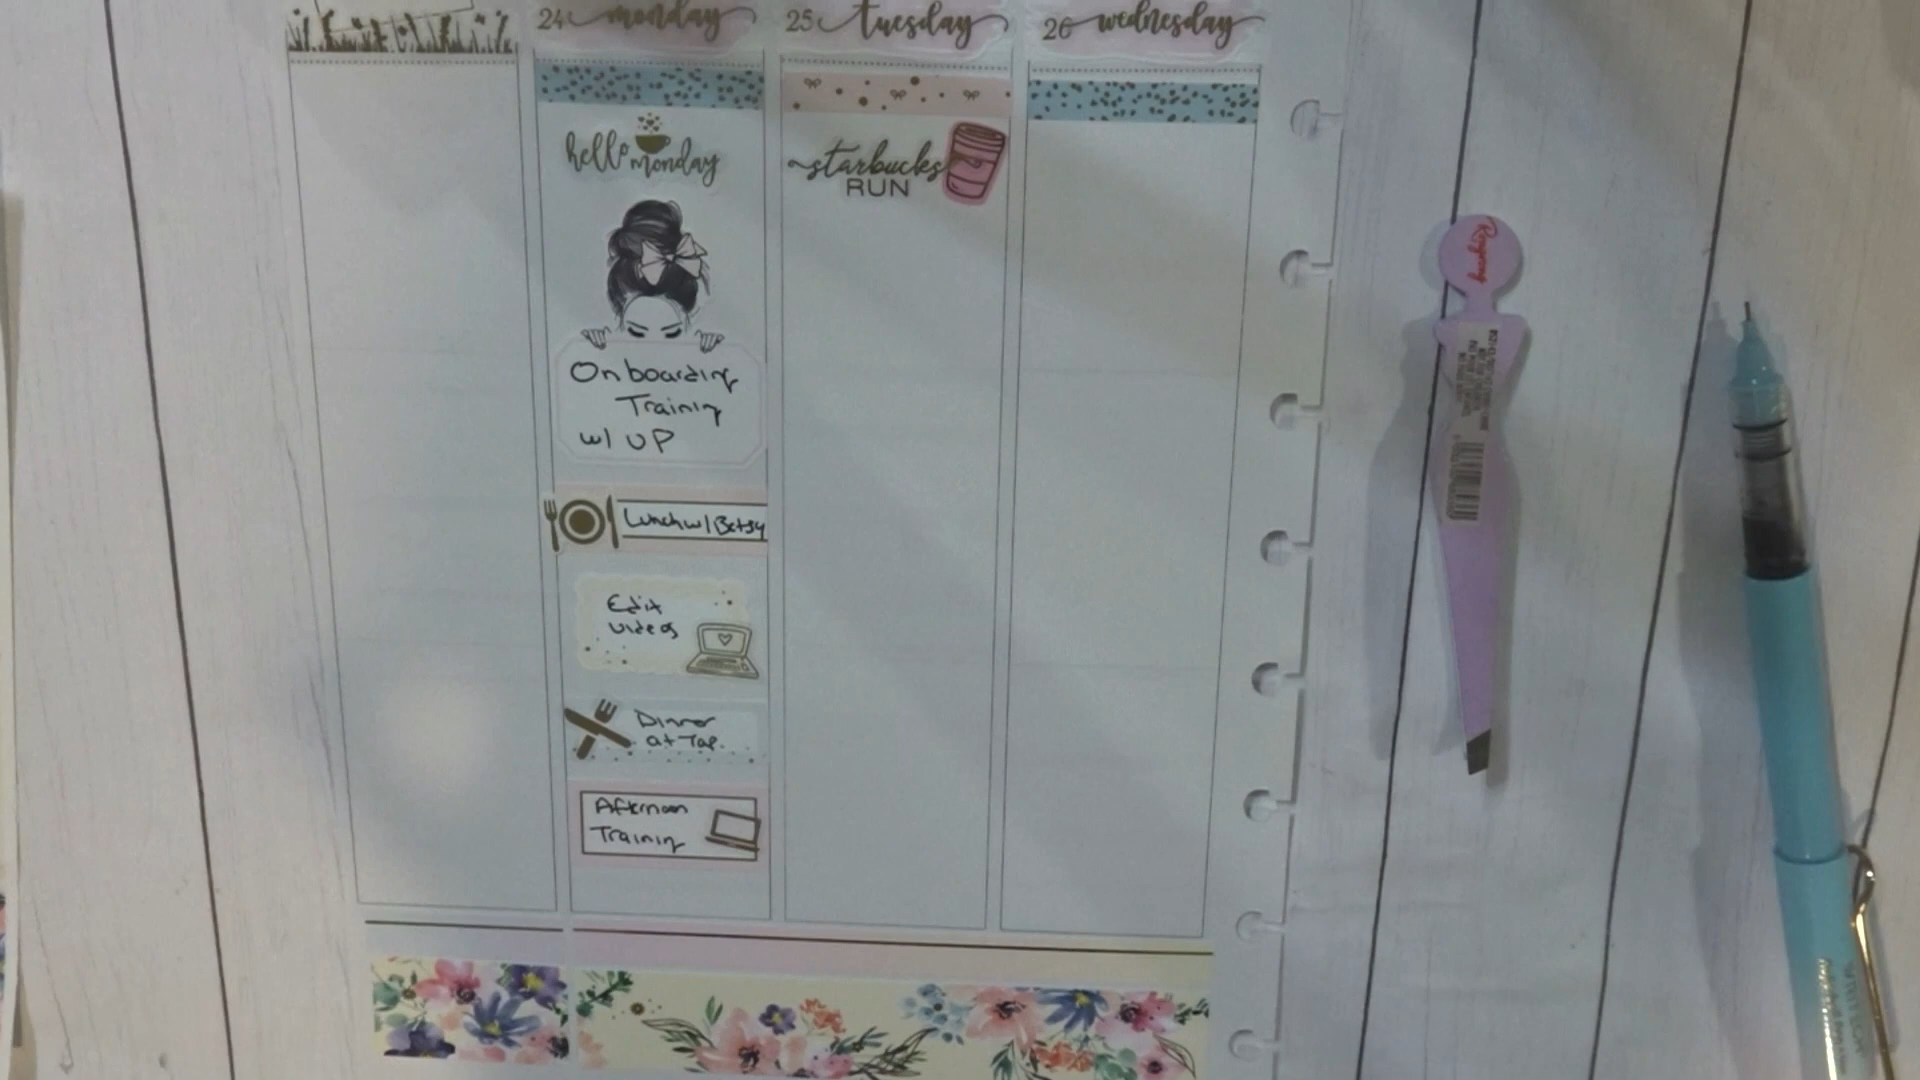 24 monday
25 tuesday
26 wednesday
hello monday
starbucks
RUN
Onboarding
Training
w/ UP
Lunch w/ Betsy
Edit
videos
Dinner
at Tap.
Afternoon
Training